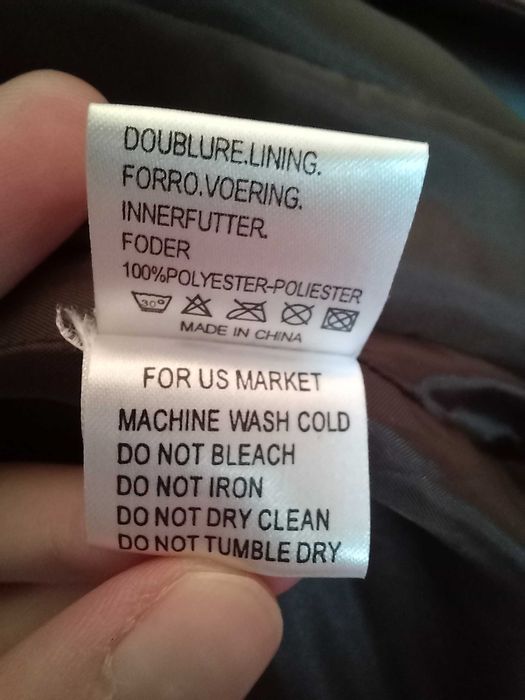 DOUBLURE.LINING.
FORRO.VOERING.
INNERFUTTER.
FODER
100%POLYESTER-POLIESTER
30°
MADE IN CHINA
FOR US MARKET
MACHINE WASH COLD
DO NOT BLEACH
DO NOT IRON
DO NOT DRY CLEAN
DO NOT TUMBLE DRY